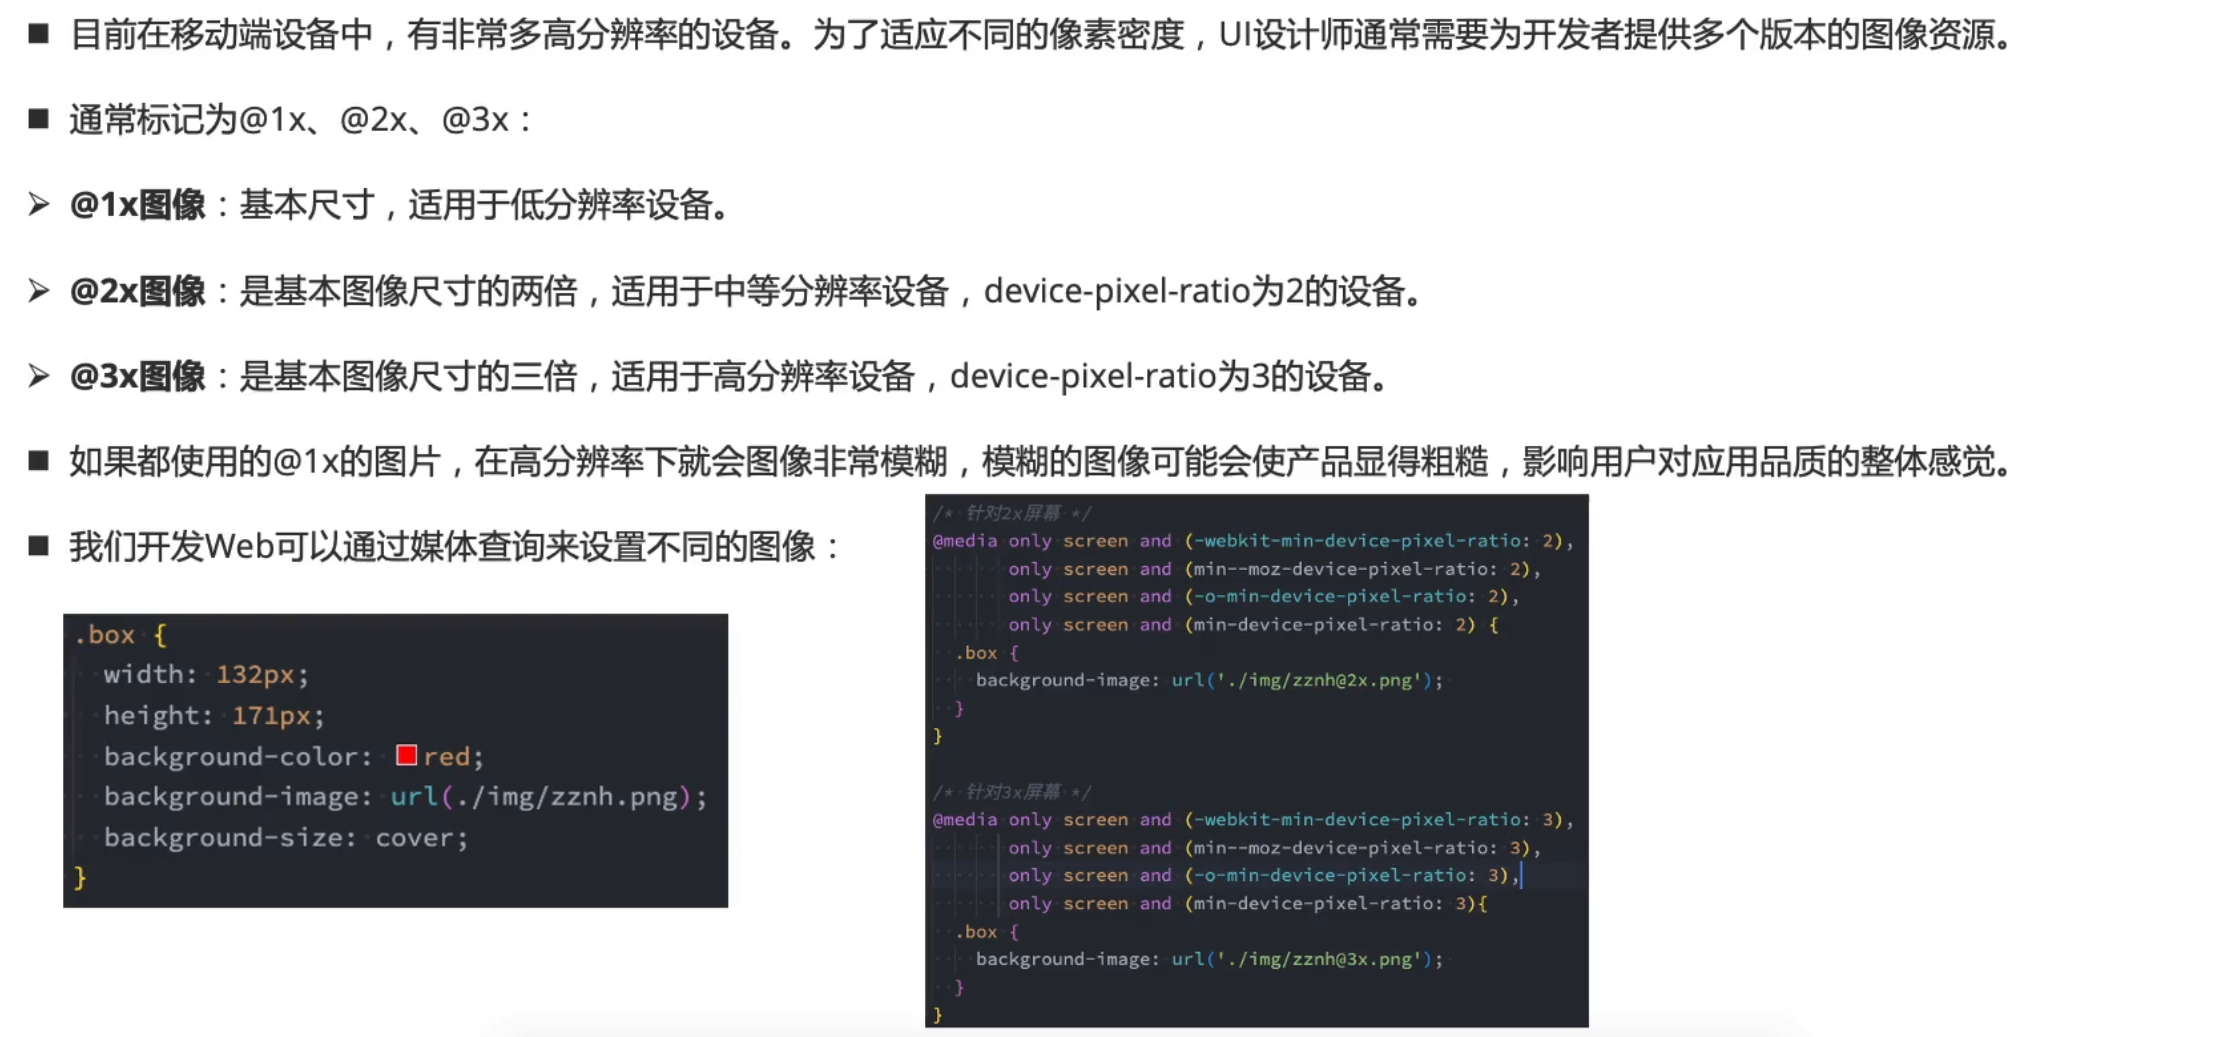 ■ 目前在移动端设备中，有非常多高分辨率的设备。为了适应不同的像素密度，UI设计师通常需要为开发者提供多个版本的图像资源。
■ 通常标记为@1x、@2x、@3x：
➢ @1x图像：基本尺寸，适用于低分辨率设备。
➢ @2x图像：是基本图像尺寸的两倍，适用于中等分辨率设备，device-pixel-ratio为2的设备。
➢ @3x图像：是基本图像尺寸的三倍，适用于高分辨率设备，device-pixel-ratio为3的设备。
■ 如果都使用的@1x的图片，在高分辨率下就会图像非常模糊，模糊的图像可能会使产品显得粗糙，影响用户对应用品质的整体感觉。
■ 我们开发Web可以通过媒体查询来设置不同的图像：
.box {
width: 132px;
height: 171px;
background-color: red;
background-image: url(./img/zznh.png);
background-size: cover;
}
/* 针对2x屏幕 */
@media only screen and (-webkit-min-device-pixel-ratio: 2),
only screen and (min--moz-device-pixel-ratio: 2),
only screen and (-o-min-device-pixel-ratio: 2),
only screen and (min-device-pixel-ratio: 2) {
.box {
background-image: url('./img/zznh@2x.png');
}
}
/* 针对3x屏幕 */
@media only screen and (-webkit-min-device-pixel-ratio: 3),
only screen and (min--moz-device-pixel-ratio: 3),
only screen and (-o-min-device-pixel-ratio: 3),
only screen and (min-device-pixel-ratio: 3){
.box {
background-image: url('./img/zznh@3x.png');
}
}